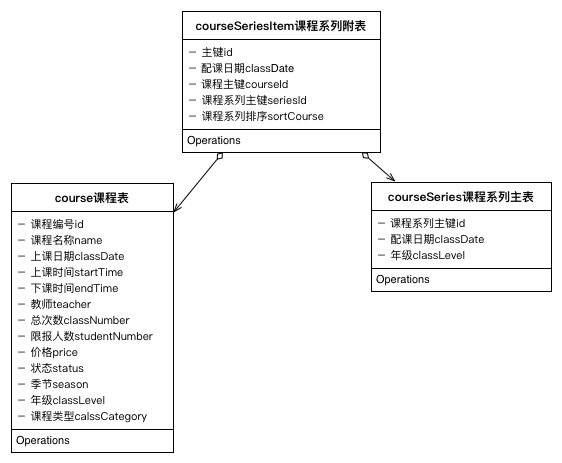 courseSeriesItem课程系列附表
− 主键id
− 配课日期classDate
− 课程主键courseId
− 课程系列主键seriesId
− 课程系列排序sortCourse
Operations
course课程表
− 课程编号id
− 课程名称name
− 上课日期classDate
− 上课时间startTime
− 下课时间endTime
− 教师teacher
− 总次数classNumber
− 限报人数studentNumber
− 价格price
− 状态status
− 季节season
− 年级classLevel
− 课程类型calssCategory
Operations
courseSeries课程系列主表
− 课程系列主键id
− 配课日期classDate
− 年级classLevel
Operations